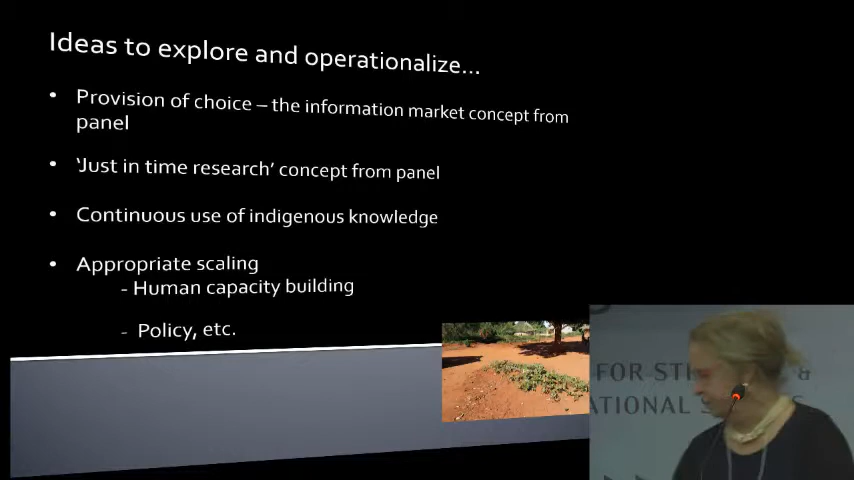 Ideas to explore and operationalize...
• Provision of choice – the information market concept from
panel
• 'Just in time research' concept from panel
• Continuous use of indigenous knowledge
• Appropriate scaling
- Human capacity building
- Policy, etc.
FOR ST &
ATIONAL S